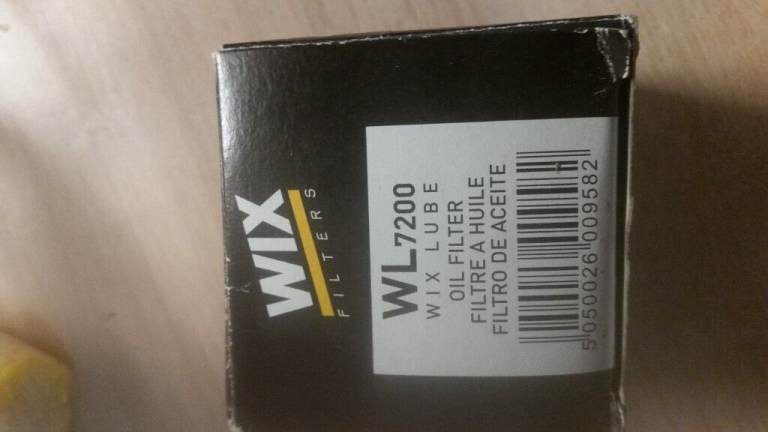 WIX
FILTERS
WL7200
WIX LUBE
OIL FILTER
FILTRE A HUILE
FILTRO DE ACEITE
5 050026 009582